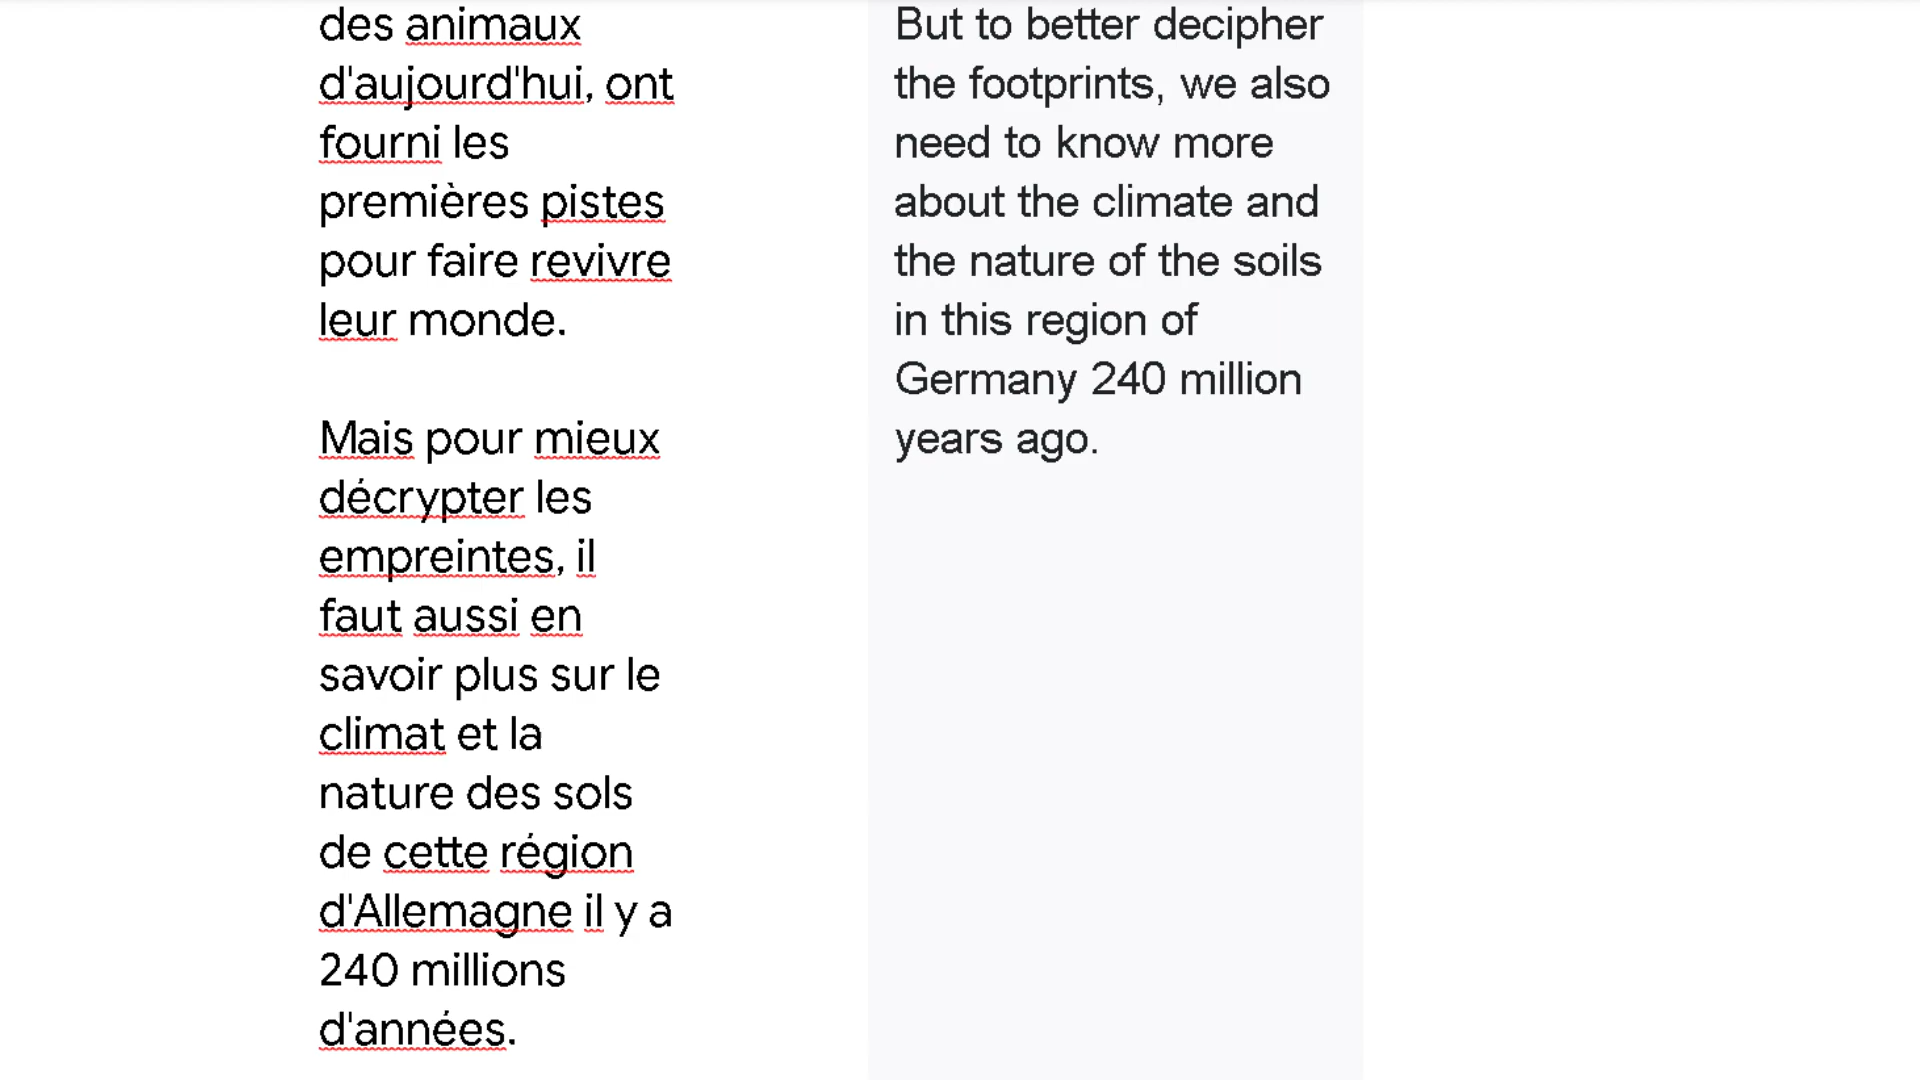 des animaux
d'aujourd'hui, ont
fourni les
premières pistes
pour faire revivre
leur monde.
Mais pour mieux
décrypter les
empreintes, il
faut aussi en
savoir plus sur le
climat et la
nature des sols
de cette région
d'Allemagne il y a
240 millions
d'années.
But to better decipher
the footprints, we also
need to know more
about the climate and
the nature of the soils
in this region of
Germany 240 million
years ago.